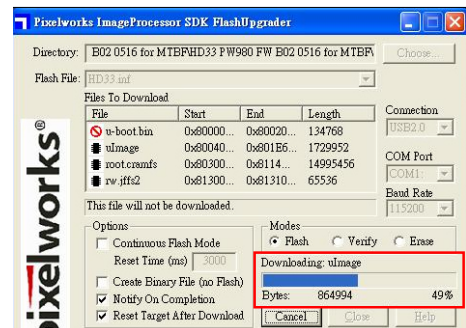 Pixelworks ImageProcessor SDK FlashUpgrader
Directory: B02 0516 for MTBF\HD33 PW980 FW B02 0516 for MTBF\ Choose...
Flash File: HD33.inf
Files To Download
File Start End Length
u-boot.bin 0x80000... 0x80020... 134768
uImage 0x80040... 0x801E6... 1729952
root.cramfs 0x80300... 0x8114... 14995456
rw.jffs2 0x81300... 0x81310... 65536
This file will not be downloaded.
Connection
USB2.0
COM Port
COM1:
Baud Rate
115200
Options
Continuous Flash Mode
Reset Time (ms) 3000
Create Binary File (no Flash)
Notify On Completion
Reset Target After Download
Modes
Flash Verify Erase
Downloading: uImage
Bytes: 864994 49%
Cancel Close Help
pixelworks